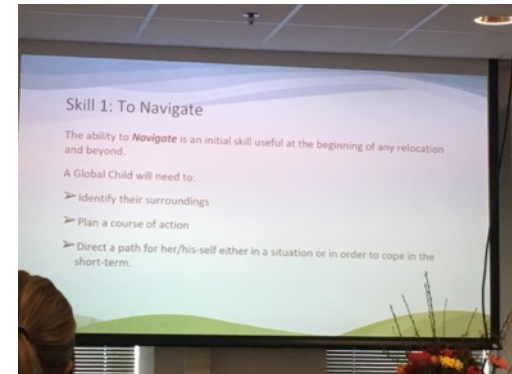 Skill 1: To Navigate
The ability to Navigate is an initial skill useful at the beginning of any relocation
and beyond.
A Global Child will need to:
➢ Identify their surroundings
➢ Plan a course of action
➢ Direct a path for her/his-self either in a situation or in order to cope in the
short-term.